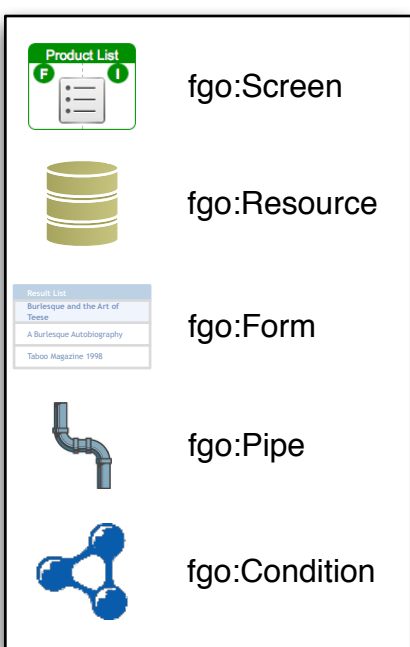 Product List
F
I
fgo:Screen
fgo:Resource
Result List
Burlesque and the Art of
Teese
A Burlesque Autobiography
Taboo Magazine 1998
fgo:Form
fgo:Pipe
fgo:Condition